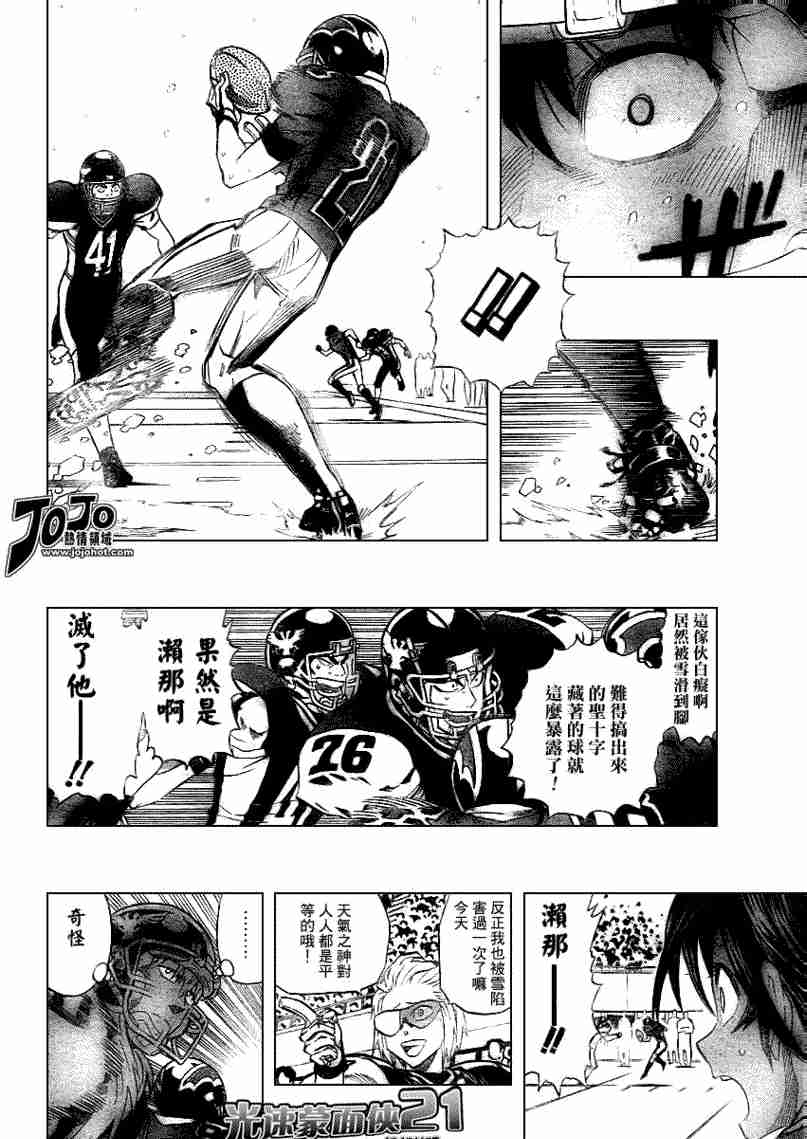 ザ
!!
21
41
JOJO
熱情領域
www.jojohot.com
這傢伙白癡啊
居然被雪滑到腳
難得搞出來
的聖十字
藏著的球就
這麼暴露了!
果然是
瀨那啊
滅了他——!!
76
瀨那——!!
反正我也被雪陷
害過一次了嘛
今天
天氣之神對
人人都是平
等的哦!
………
奇怪
光速蒙面俠21